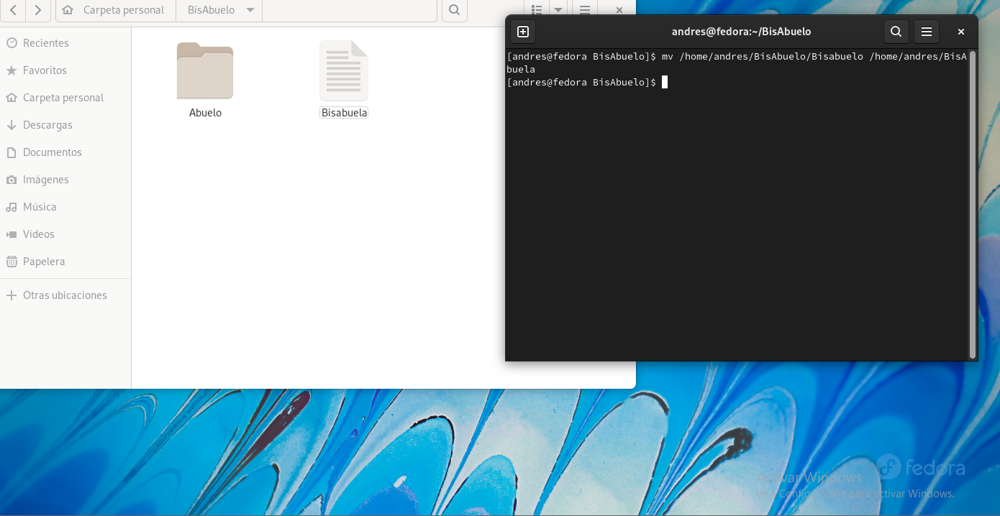 Carpeta personal BisAbuelo
Recientes
Favoritos
Carpeta personal
Descargas
Documentos
Imágenes
Música
Vídeos
Papelera
Otras ubicaciones
Abuelo
Bisabuela
andres@fedora:~/BisAbuelo
[andres@fedora BisAbuelo]$ mv /home/andres/BisAbuelo/Bisabuelo /home/andres/BisA
buela
[andres@fedora BisAbuelo]$
fedora
Activar Windows
Ve a Configuración para activar Windows.